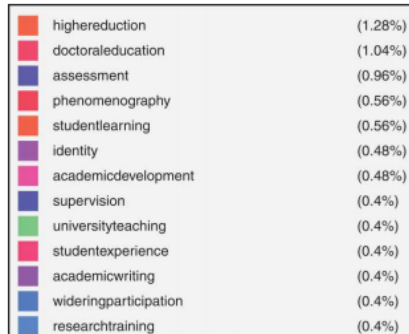 highereduction (1.28%)
doctoraleducation (1.04%)
assessment (0.96%)
phenomenography (0.56%)
studentlearning (0.56%)
identity (0.48%)
academicdevelopment (0.48%)
supervision (0.4%)
universityteaching (0.4%)
studentexperience (0.4%)
academicwriting (0.4%)
wideringparticipation (0.4%)
researchtraining (0.4%)